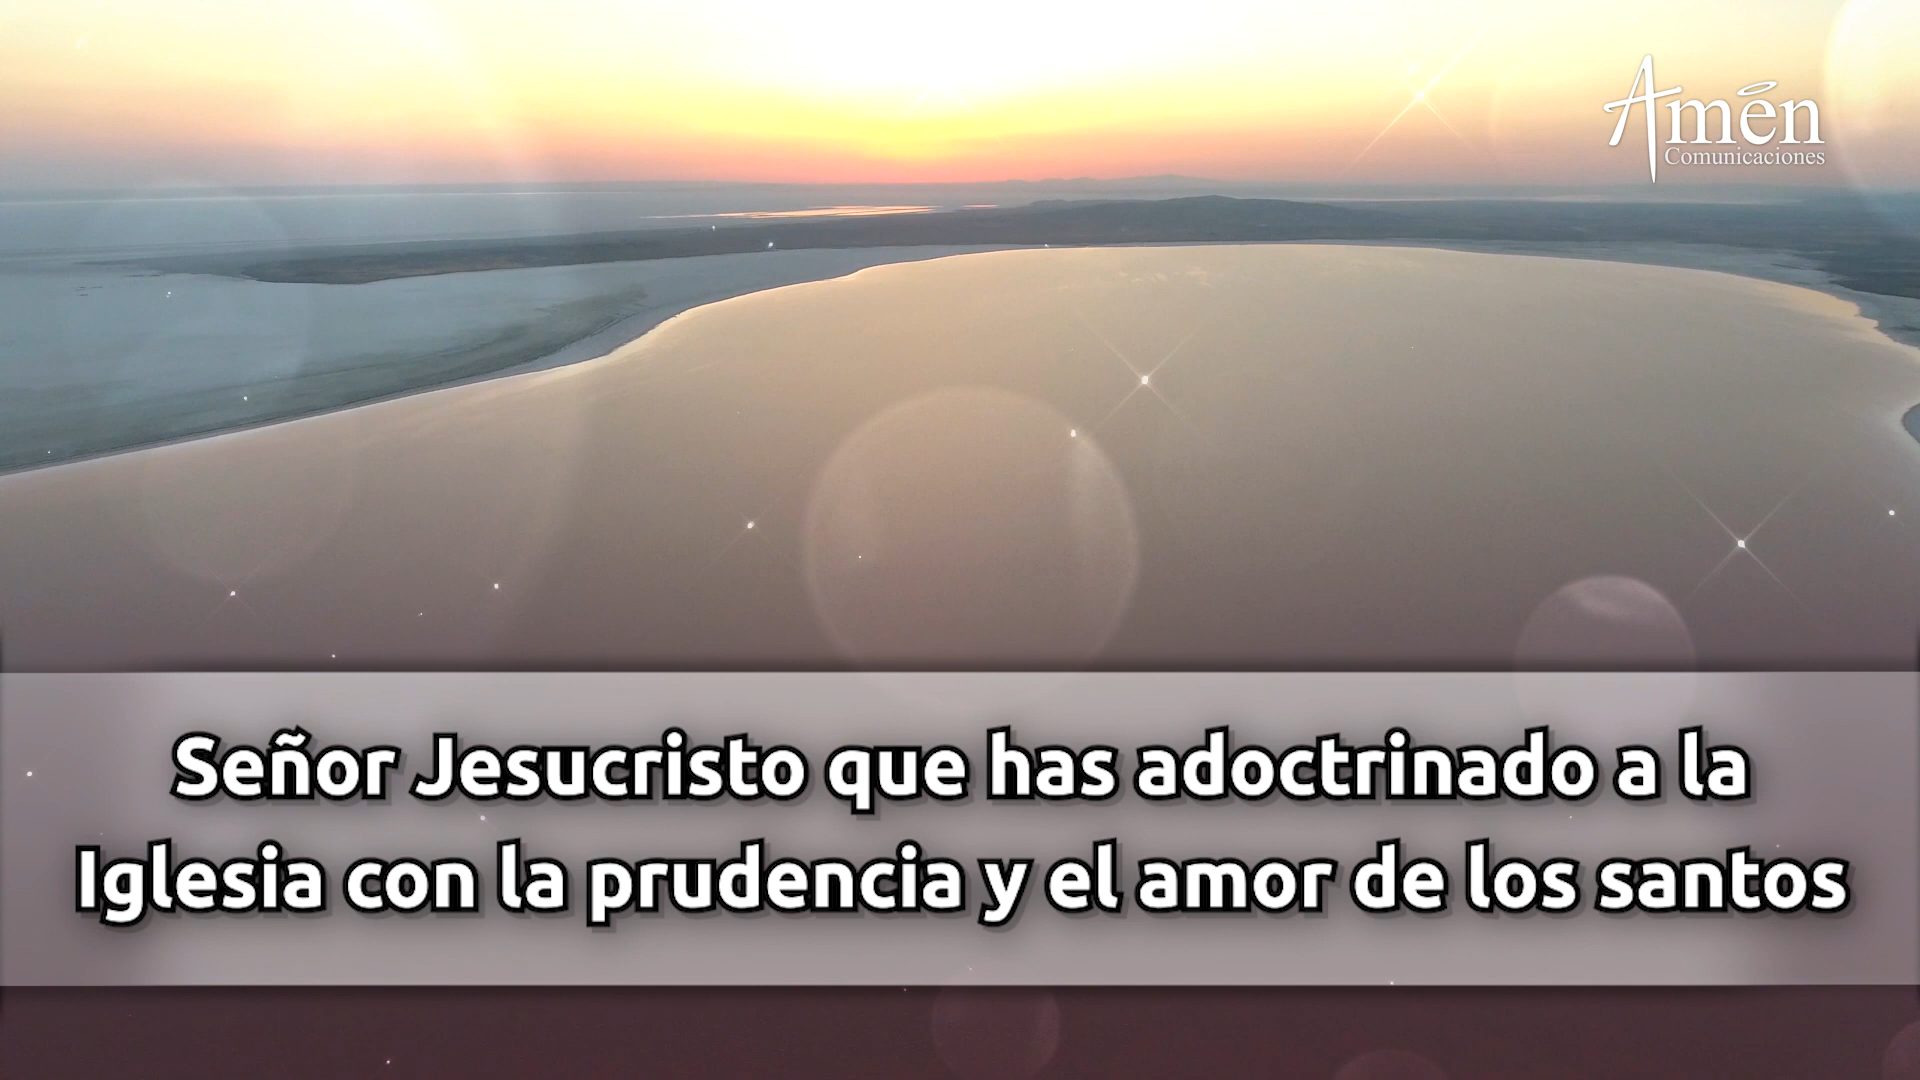 Amén
Comunicaciones
Señor Jesucristo que has adoctrinado a la
Iglesia con la prudencia y el amor de los santos